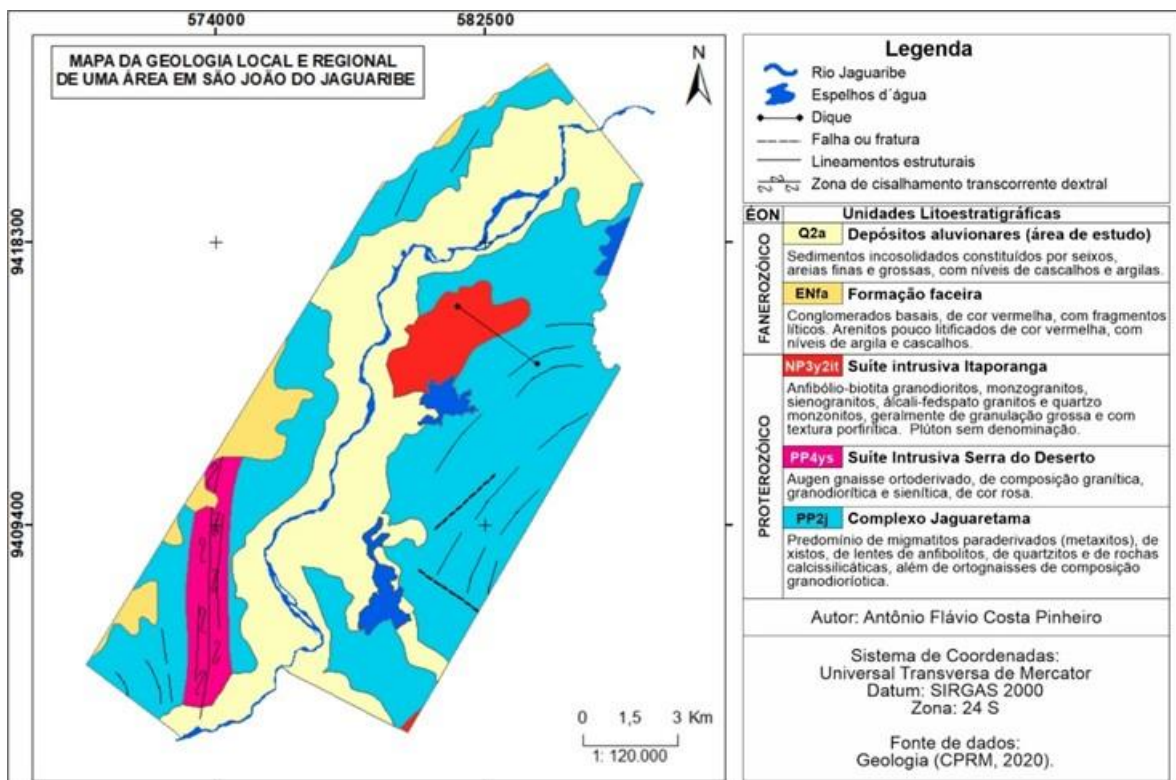 574000
582500
MAPA DA GEOLOGIA LOCAL E REGIONAL
DE UMA ÁREA EM SÃO JOÃO DO JAGUARIBE
N
9418300
9409400
0 1,5 3 Km
1: 120.000
Legenda
Rio Jaguaribe
Espelhos d´água
Dique
Falha ou fratura
Lineamentos estruturais
Zona de cisalhamento transcorrente dextral
ÉON
Unidades Litoestratigráficas
FANEROZÓICO
Q2a Depósitos aluvionares (área de estudo)
Sedimentos incosolidados constituídos por seixos,
areias finas e grossas, com níveis de cascalhos e argilas.
ENfa Formação faceira
Conglomerados basais, de cor vermelha, com fragmentos
líticos. Arenitos pouco litificados de cor vermelha, com
níveis de argila e cascalhos.
PROTEROZÓICO
NP3y2it Suíte intrusiva Itaporanga
Anfibólio-biotita granodioritos, monzogranitos,
sienogranitos, álcali-fedspato granitos e quartzo
monzonitos, geralmente de granulação grossa e com
textura porfirítica. Plúton sem denominação.
PP4ys Suíte Intrusiva Serra do Deserto
Augen gnaisse ortoderivado, de composição granítica,
granodiorítica e sienítica, de cor rosa.
PP2j Complexo Jaguaretama
Predomínio de migmatitos paraderivados (metaxitos), de
xistos, de lentes de anfibolitos, de quartzitos e de rochas
calcissilicáticas, além de ortognaisses de composição
granodioríotica.
Autor: Antônio Flávio Costa Pinheiro
Sistema de Coordenadas:
Universal Transversa de Mercator
Datum: SIRGAS 2000
Zona: 24 S
Fonte de dados:
Geologia (CPRM, 2020).